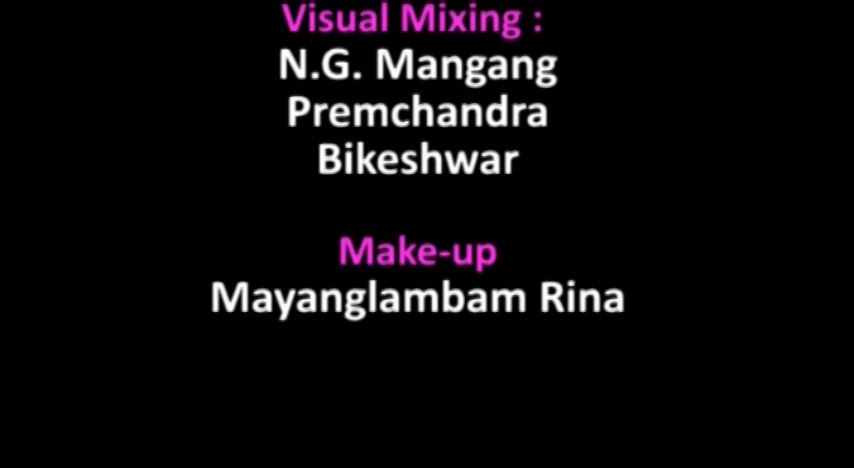 Visual Mixing :
N.G. Mangang
Premchandra
Bikeshwar
Make-up
Mayanglambam Rina